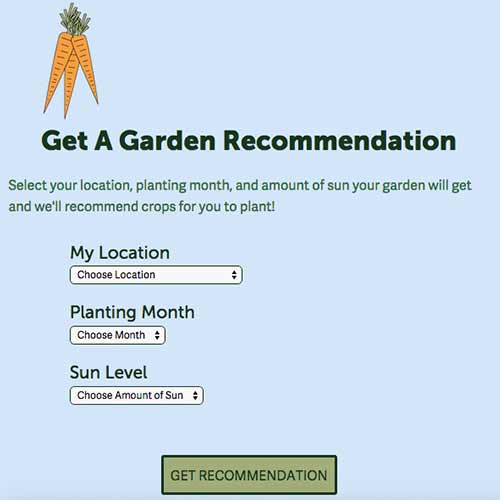 Get A Garden Recommendation
Select your location, planting month, and amount of sun your garden will get
and we'll recommend crops for you to plant!
My Location
Choose Location
Planting Month
Choose Month
Sun Level
Choose Amount of Sun
GET RECOMMENDATION